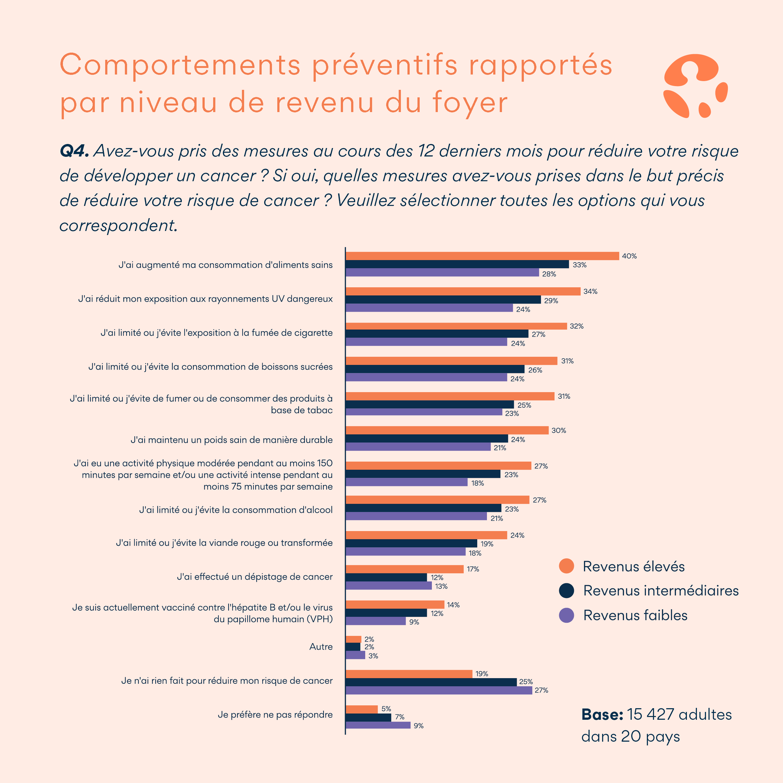 Comportements préventifs rapportés
par niveau de revenu du foyer
Q4. Avez-vous pris des mesures au cours des 12 derniers mois pour réduire votre risque
de développer un cancer ? Si oui, quelles mesures avez-vous prises dans le but précis
de réduire votre risque de cancer ? Veuillez sélectionner toutes les options qui vous
correspondent.
J'ai augmenté ma consommation d'aliments sains
40%
33%
28%
J'ai réduit mon exposition aux rayonnements UV dangereux
34%
29%
24%
J'ai limité ou j'évite l'exposition à la fumée de cigarette
32%
27%
24%
J'ai limité ou j'évite la consommation de boissons sucrées
31%
26%
24%
J'ai limité ou j'évite de fumer ou de consommer des produits à
base de tabac
31%
25%
23%
J'ai maintenu un poids sain de manière durable
30%
24%
21%
J'ai eu une activité physique modérée pendant au moins 150
minutes par semaine et/ou une activité intense pendant au
moins 75 minutes par semaine
27%
23%
18%
J'ai limité ou j'évite la consommation d'alcool
27%
23%
21%
J'ai limité ou j'évite la viande rouge ou transformée
24%
19%
18%
J'ai effectué un dépistage de cancer
17%
12%
13%
Je suis actuellement vacciné contre l'hépatite B et/ou le virus
du papillome humain (VPH)
14%
12%
9%
Autre
2%
2%
3%
Je n'ai rien fait pour réduire mon risque de cancer
19%
25%
27%
Je préfère ne pas répondre
5%
7%
9%
Revenus élevés
Revenus intermédiaires
Revenus faibles
Base: 15 427 adultes
dans 20 pays